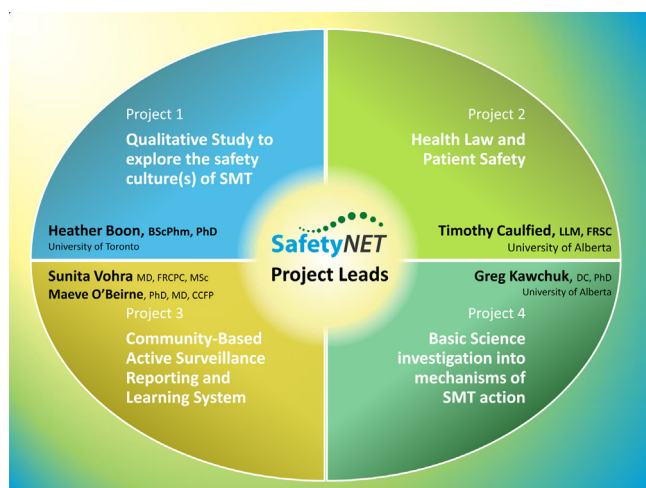 Project 1
Qualitative Study to
explore the safety
culture(s) of SMT
Heather Boon, BScPhm, PhD
University of Toronto
Project 2
Health Law and
Patient Safety
Timothy Caulfied, LLM, FRSC
University of Alberta
SafetyNET
Project Leads
Sunita Vohra MD, FRCPC, MSc
Maeve O'Beirne, PhD, MD, CCFP
Project 3
Community-Based
Active Surveillance
Reporting and
Learning System
Greg Kawchuk, DC, PhD
University of Alberta
Project 4
Basic Science
investigation into
mechanisms of
SMT action